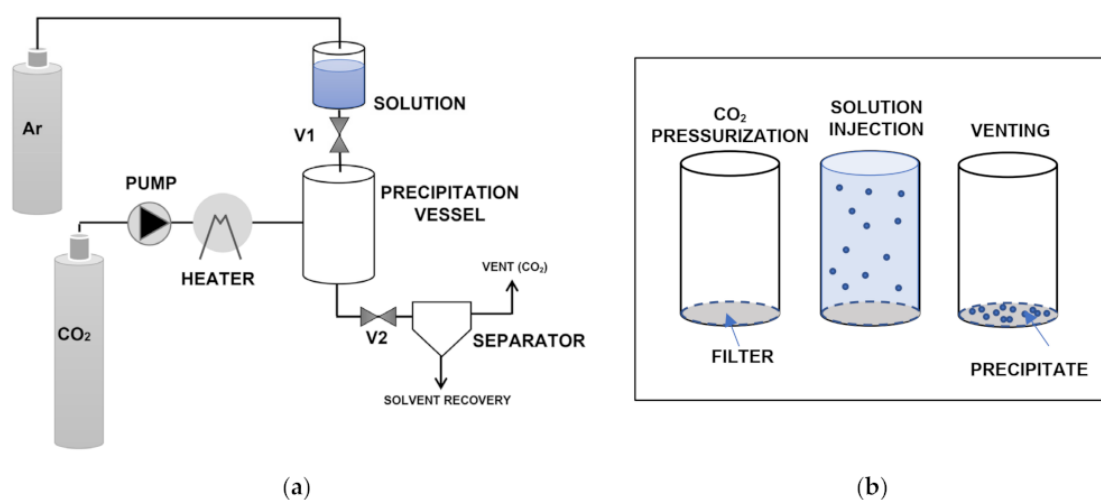 Ar
SOLUTION
V1
PUMP
PRECIPITATION
VESSEL
HEATER
VENT (CO₂)
CO₂
V2
SEPARATOR
SOLVENT RECOVERY
(a)
CO₂
PRESSURIZATION
SOLUTION
INJECTION
VENTING
FILTER
PRECIPITATE
(b)